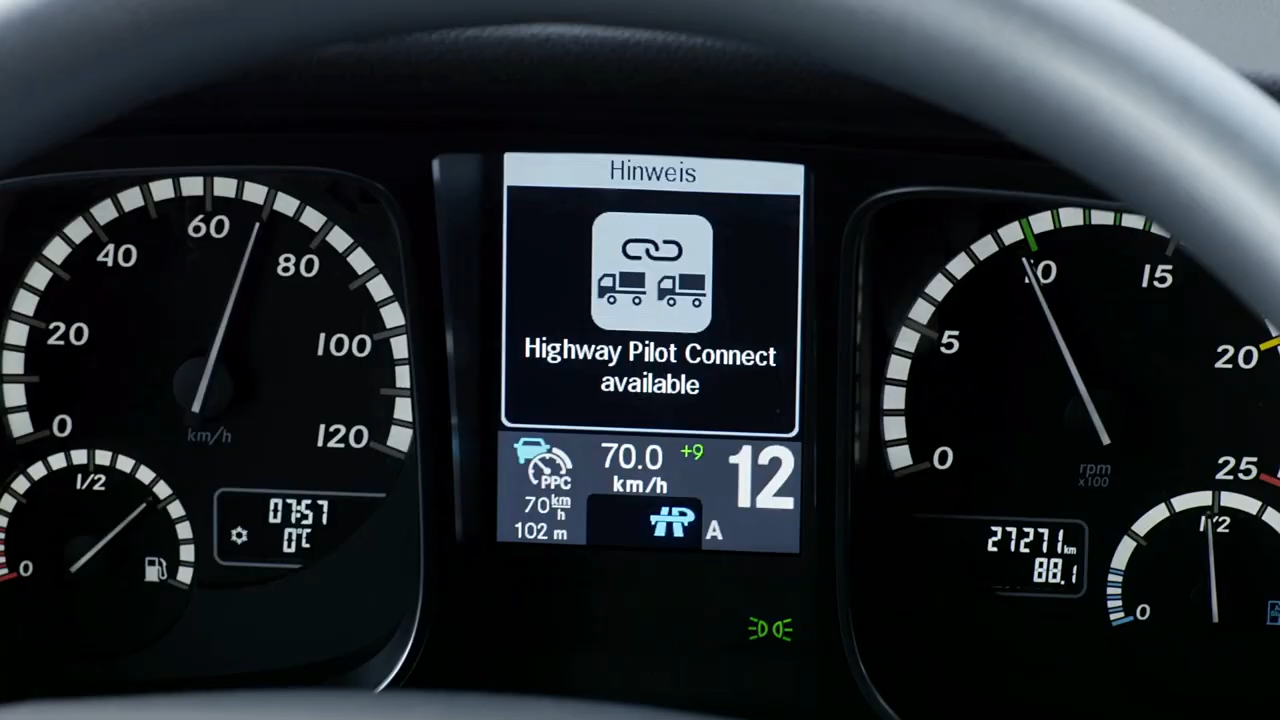 Hinweis
Highway Pilot Connect
available
PPC
70.0 +9
km/h
70 km/h
102 m
12
A
0
20
40
60
80
100
120
km/h
0
1/2
07:57
0°C
0
5
10
15
20
25
rpm
x100
27271 km
88.1
0
1/2